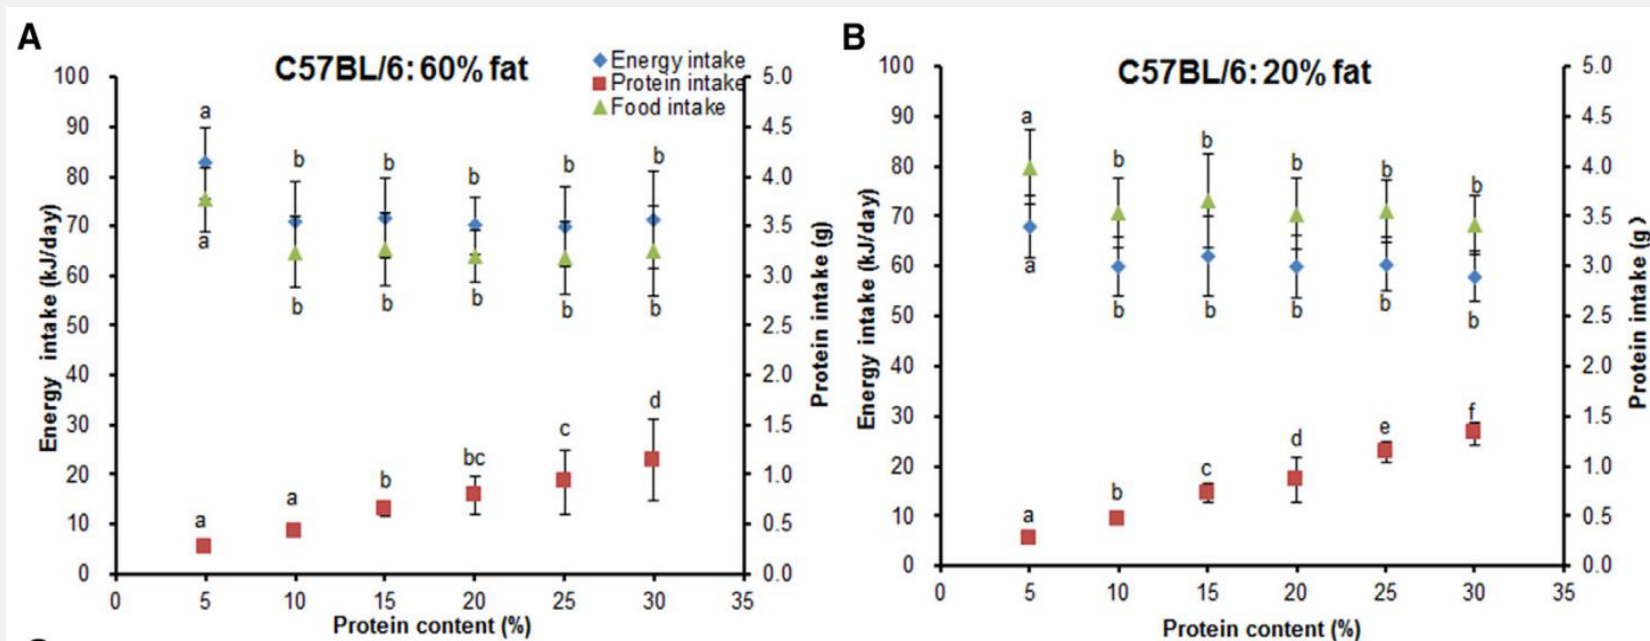 A
C57BL/6: 60% fat
Energy intake
Protein intake
Food intake
100
90
80
70
60
50
40
30
20
10
0
Energy intake (kJ/day)
5.0
4.5
4.0
3.5
3.0
2.5
2.0
1.5
1.0
0.5
0.0
Protein intake (g)
a
b
b
b
b
b
a
b
b
b
b
b
a
a
b
bc
c
d
0 5 10 15 20 25 30 35
Protein content (%)
B
C57BL/6: 20% fat
100
90
80
70
60
50
40
30
20
10
0
Energy intake (kJ/day)
5.0
4.5
4.0
3.5
3.0
2.5
2.0
1.5
1.0
0.5
0.0
Protein intake (g)
a
b
b
b
b
b
a
b
b
b
b
b
a
b
c
d
e
f
0 5 10 15 20 25 30 35
Protein content (%)